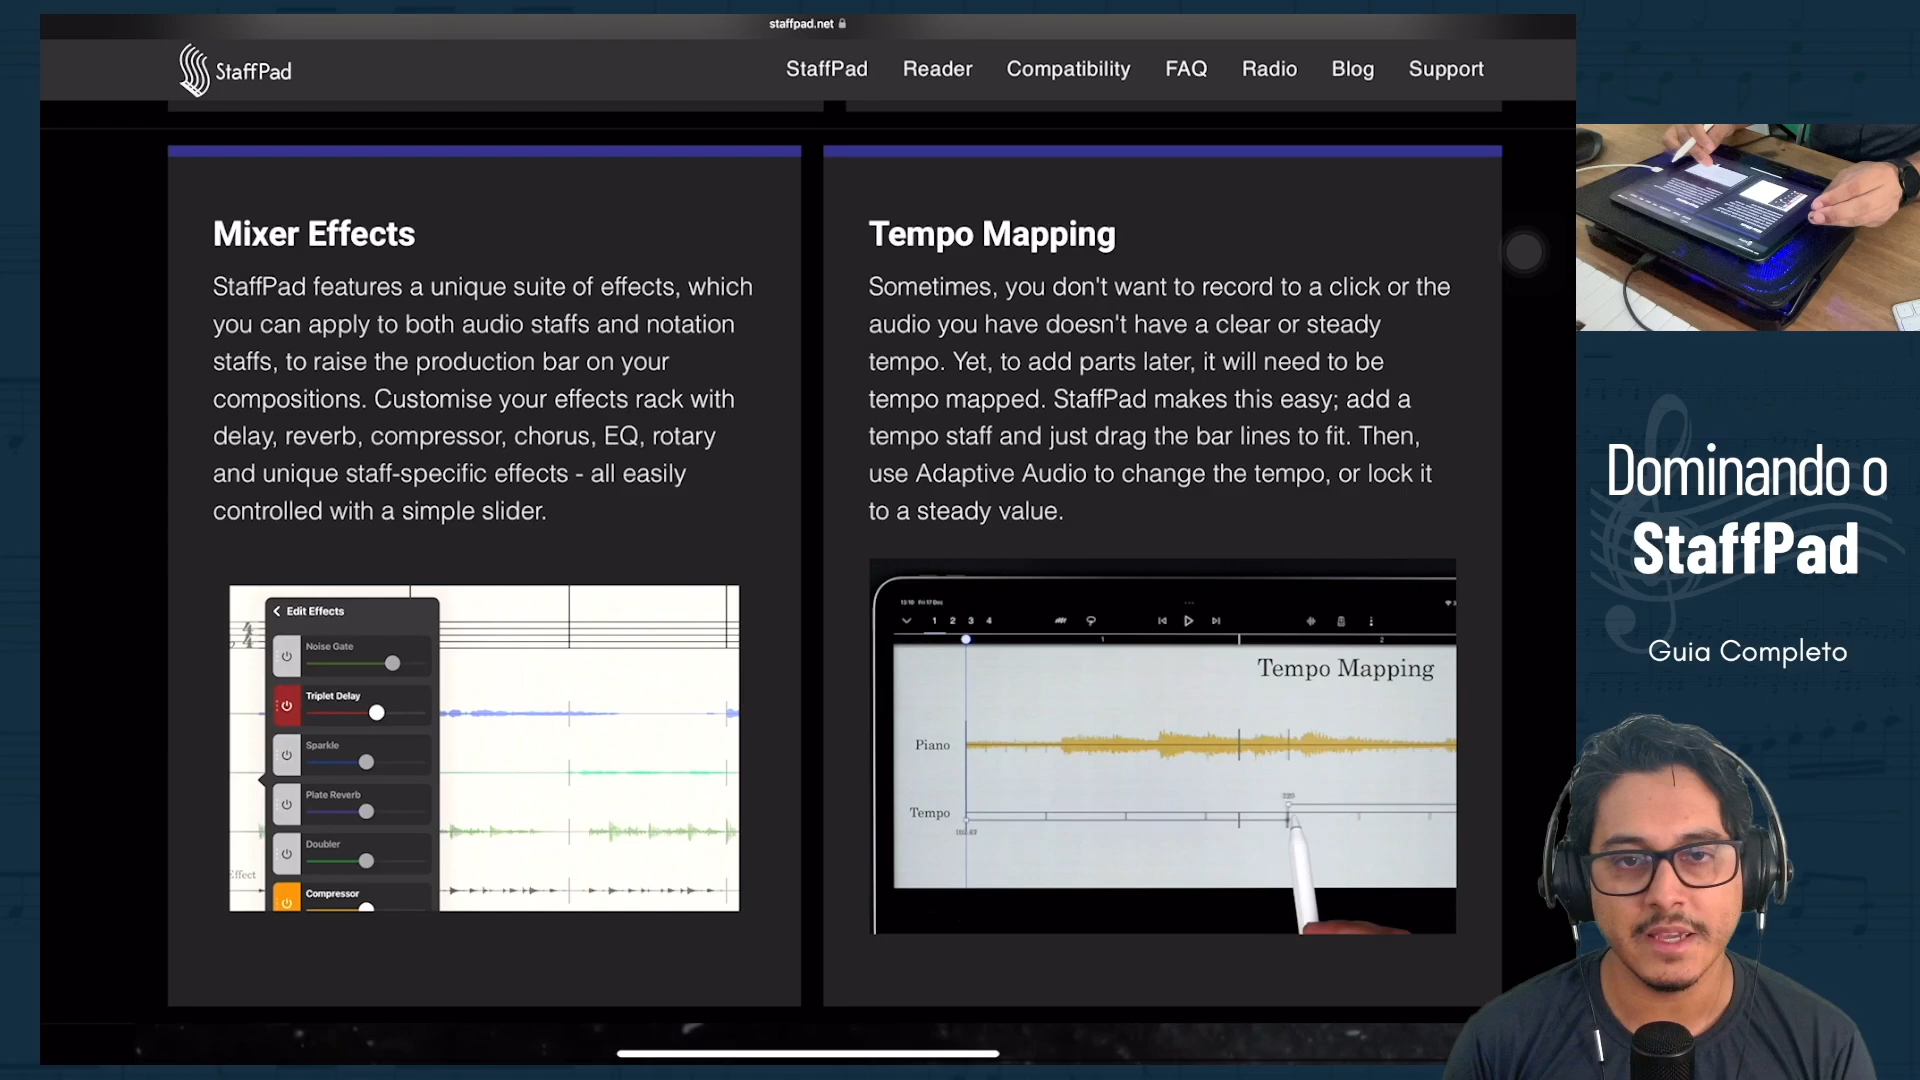 staffpad.net
StaffPad
StaffPad Reader Compatibility FAQ Radio Blog Support
Mixer Effects
StaffPad features a unique suite of effects, which
you can apply to both audio staffs and notation
staffs, to raise the production bar on your
compositions. Customise your effects rack with
delay, reverb, compressor, chorus, EQ, rotary
and unique staff-specific effects - all easily
controlled with a simple slider.
Edit Effects
Noise Gate
Triplet Delay
Sparkle
Plate Reverb
Doubler
Compressor
Effect
Tempo Mapping
Sometimes, you don't want to record to a click or the
audio you have doesn't have a clear or steady
tempo. Yet, to add parts later, it will need to be
tempo mapped. StaffPad makes this easy; add a
tempo staff and just drag the bar lines to fit. Then,
use Adaptive Audio to change the tempo, or lock it
to a steady value.
1 2 3 4
1 2
Tempo Mapping
Piano
Tempo
Dominando o
StaffPad
Guia Completo